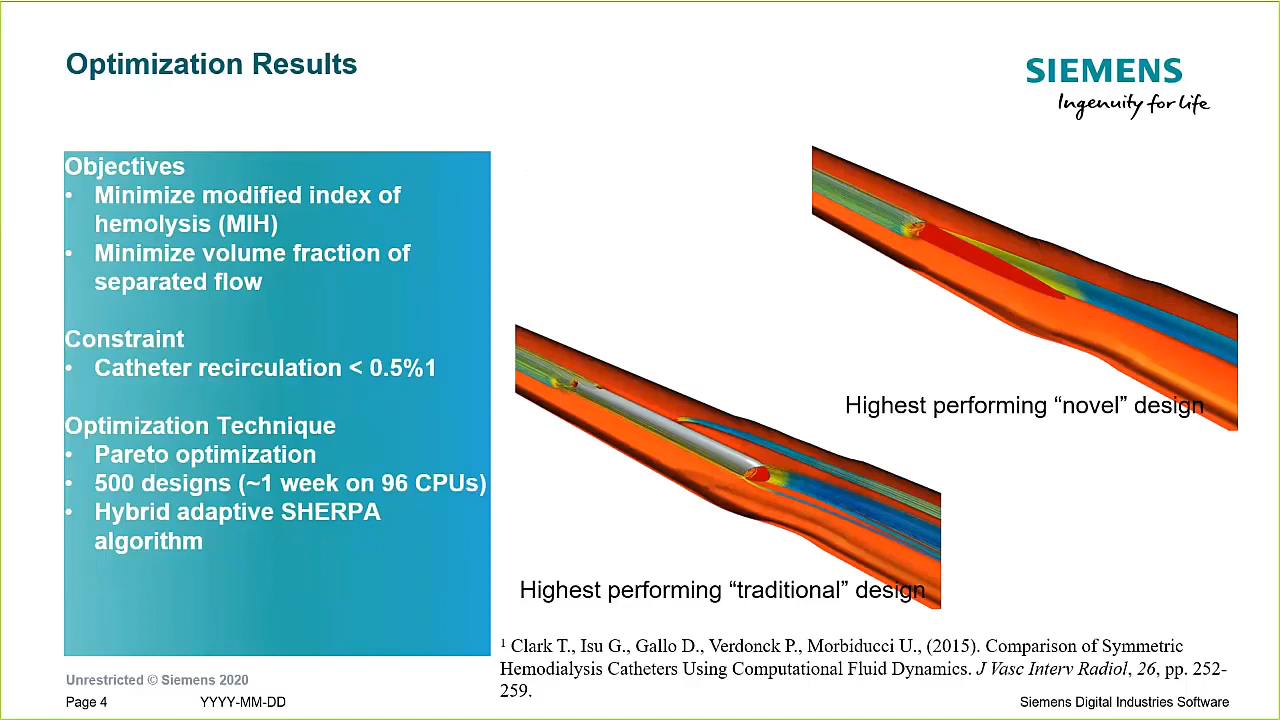 Optimization Results
SIEMENS
Ingenuity for life
Objectives
• Minimize modified index of
hemolysis (MIH)
• Minimize volume fraction of
separated flow
Constraint
• Catheter recirculation < 0.5%1
Optimization Technique
• Pareto optimization
• 500 designs (~1 week on 96 CPUs)
• Hybrid adaptive SHERPA
algorithm
Highest performing “novel” design
Highest performing “traditional” design
¹ Clark T., Isu G., Gallo D., Verdonck P., Morbiducci U., (2015). Comparison of Symmetric
Hemodialysis Catheters Using Computational Fluid Dynamics. J Vasc Interv Radiol, 26, pp. 252-
259.
Unrestricted © Siemens 2020
Page 4 YYYY-MM-DD
Siemens Digital Industries Software